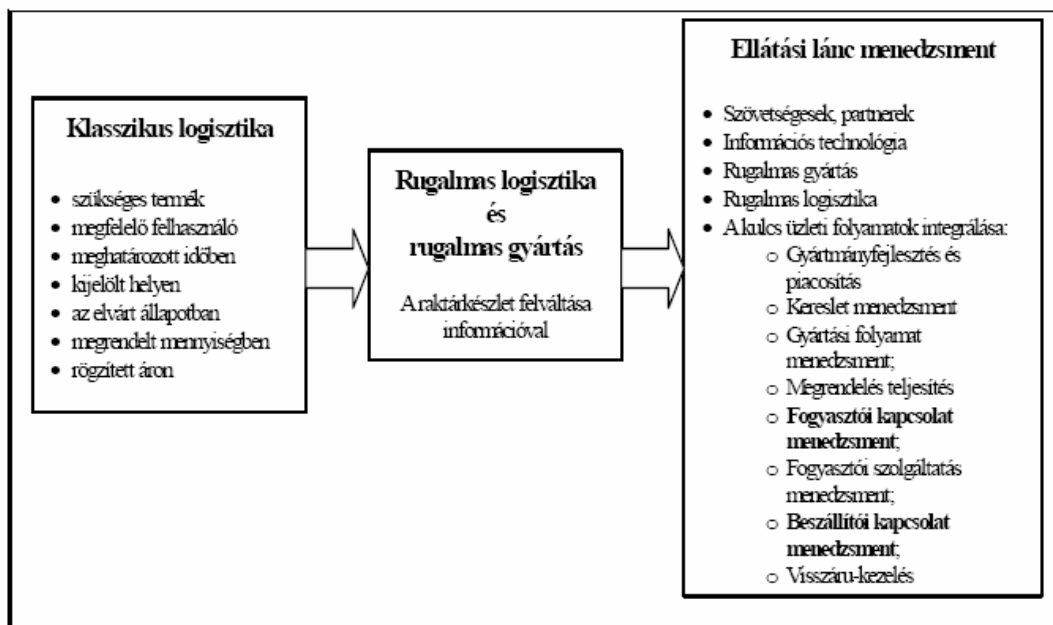 Klasszikus logisztika
• szükséges termék
• megfelelő felhasználó
• meghatározott időben
• kijelölt helyen
• az elvárt állapotban
• megrendelt mennyiségben
• rögzített áron
Rugalmas logisztika
és
rugalmas gyártás
A raktárkészlet felváltása
információval
Ellátási lánc menedzsment
• Szövetségesek, partnerek
• Információs technológia
• Rugalmas gyártás
• Rugalmas logisztika
• A kulcs üzleti folyamatok integrálása:
o Gyártmányfejlesztés és
piacosítás
o Kereslet menedzsment
o Gyártási folyamat
menedzsment;
o Megrendelés teljesítés
o Fogyasztói kapcsolat
menedzsment;
o Fogyasztói szolgáltatás
menedzsment;
o Beszállítói kapcsolat
menedzsment;
o Visszáru-kezelés